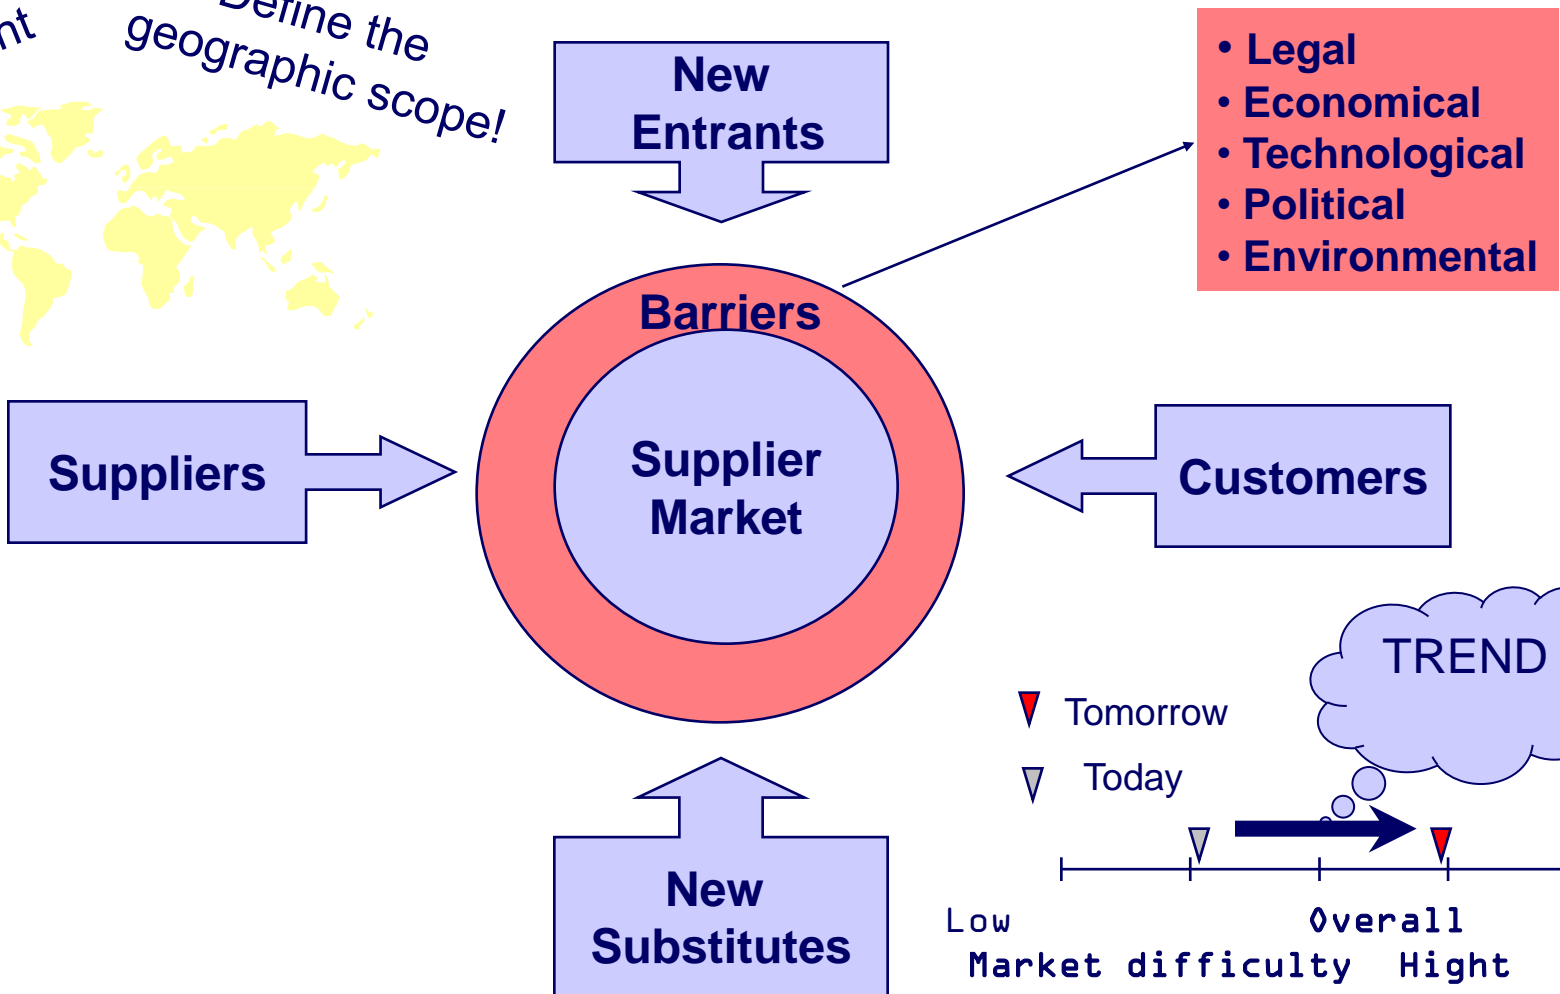 Define the
geographic scope!
New
Entrants
• Legal
• Economical
• Technological
• Political
• Environmental
Barriers
Supplier
Market
Suppliers
Customers
TREND
Tomorrow
Today
New
Substitutes
Low Overall
Market difficulty Hight